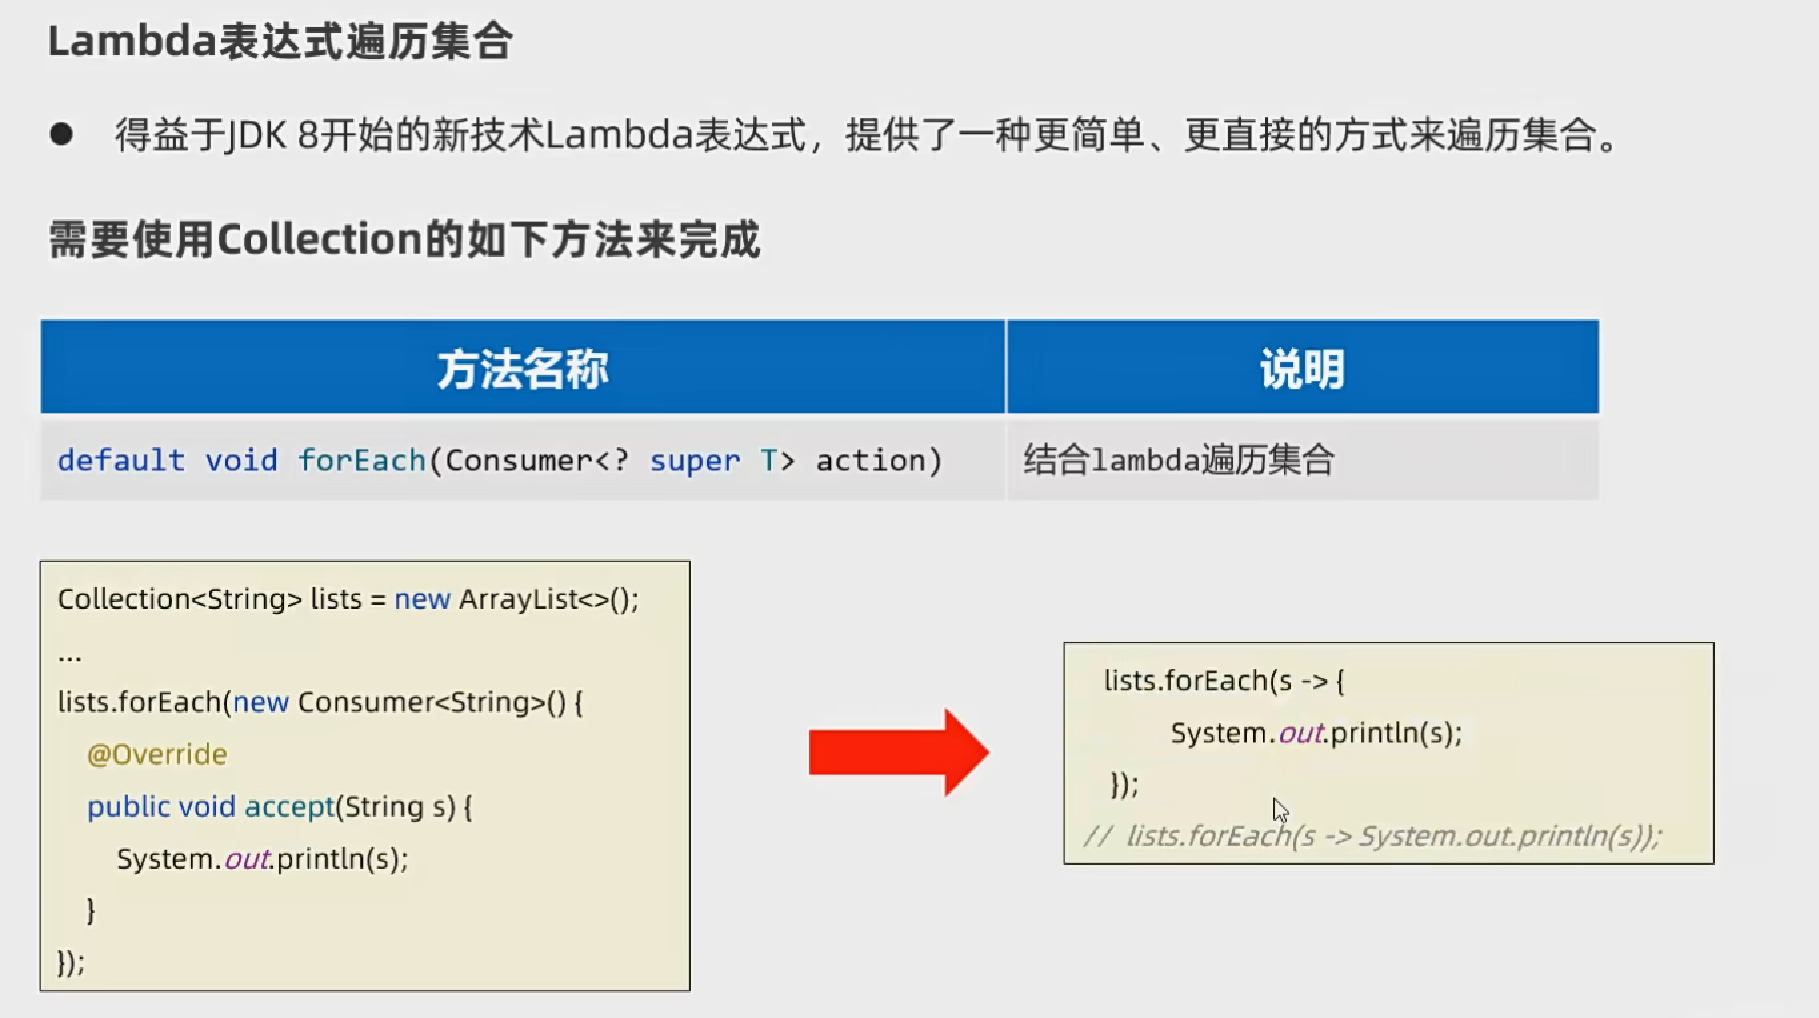 Lambda表达式遍历集合
● 得益于JDK 8开始的新技术Lambda表达式，提供了一种更简单、更直接的方式来遍历集合。
需要使用Collection的如下方法来完成
方法名称 说明
default void forEach(Consumer<? super T> action) 结合lambda遍历集合
Collection<String> lists = new ArrayList<>();
...
lists.forEach(new Consumer<String>() {
@Override
public void accept(String s) {
System.out.println(s);
}
});
lists.forEach(s -> {
System.out.println(s);
});
// lists.forEach(s -> System.out.println(s));